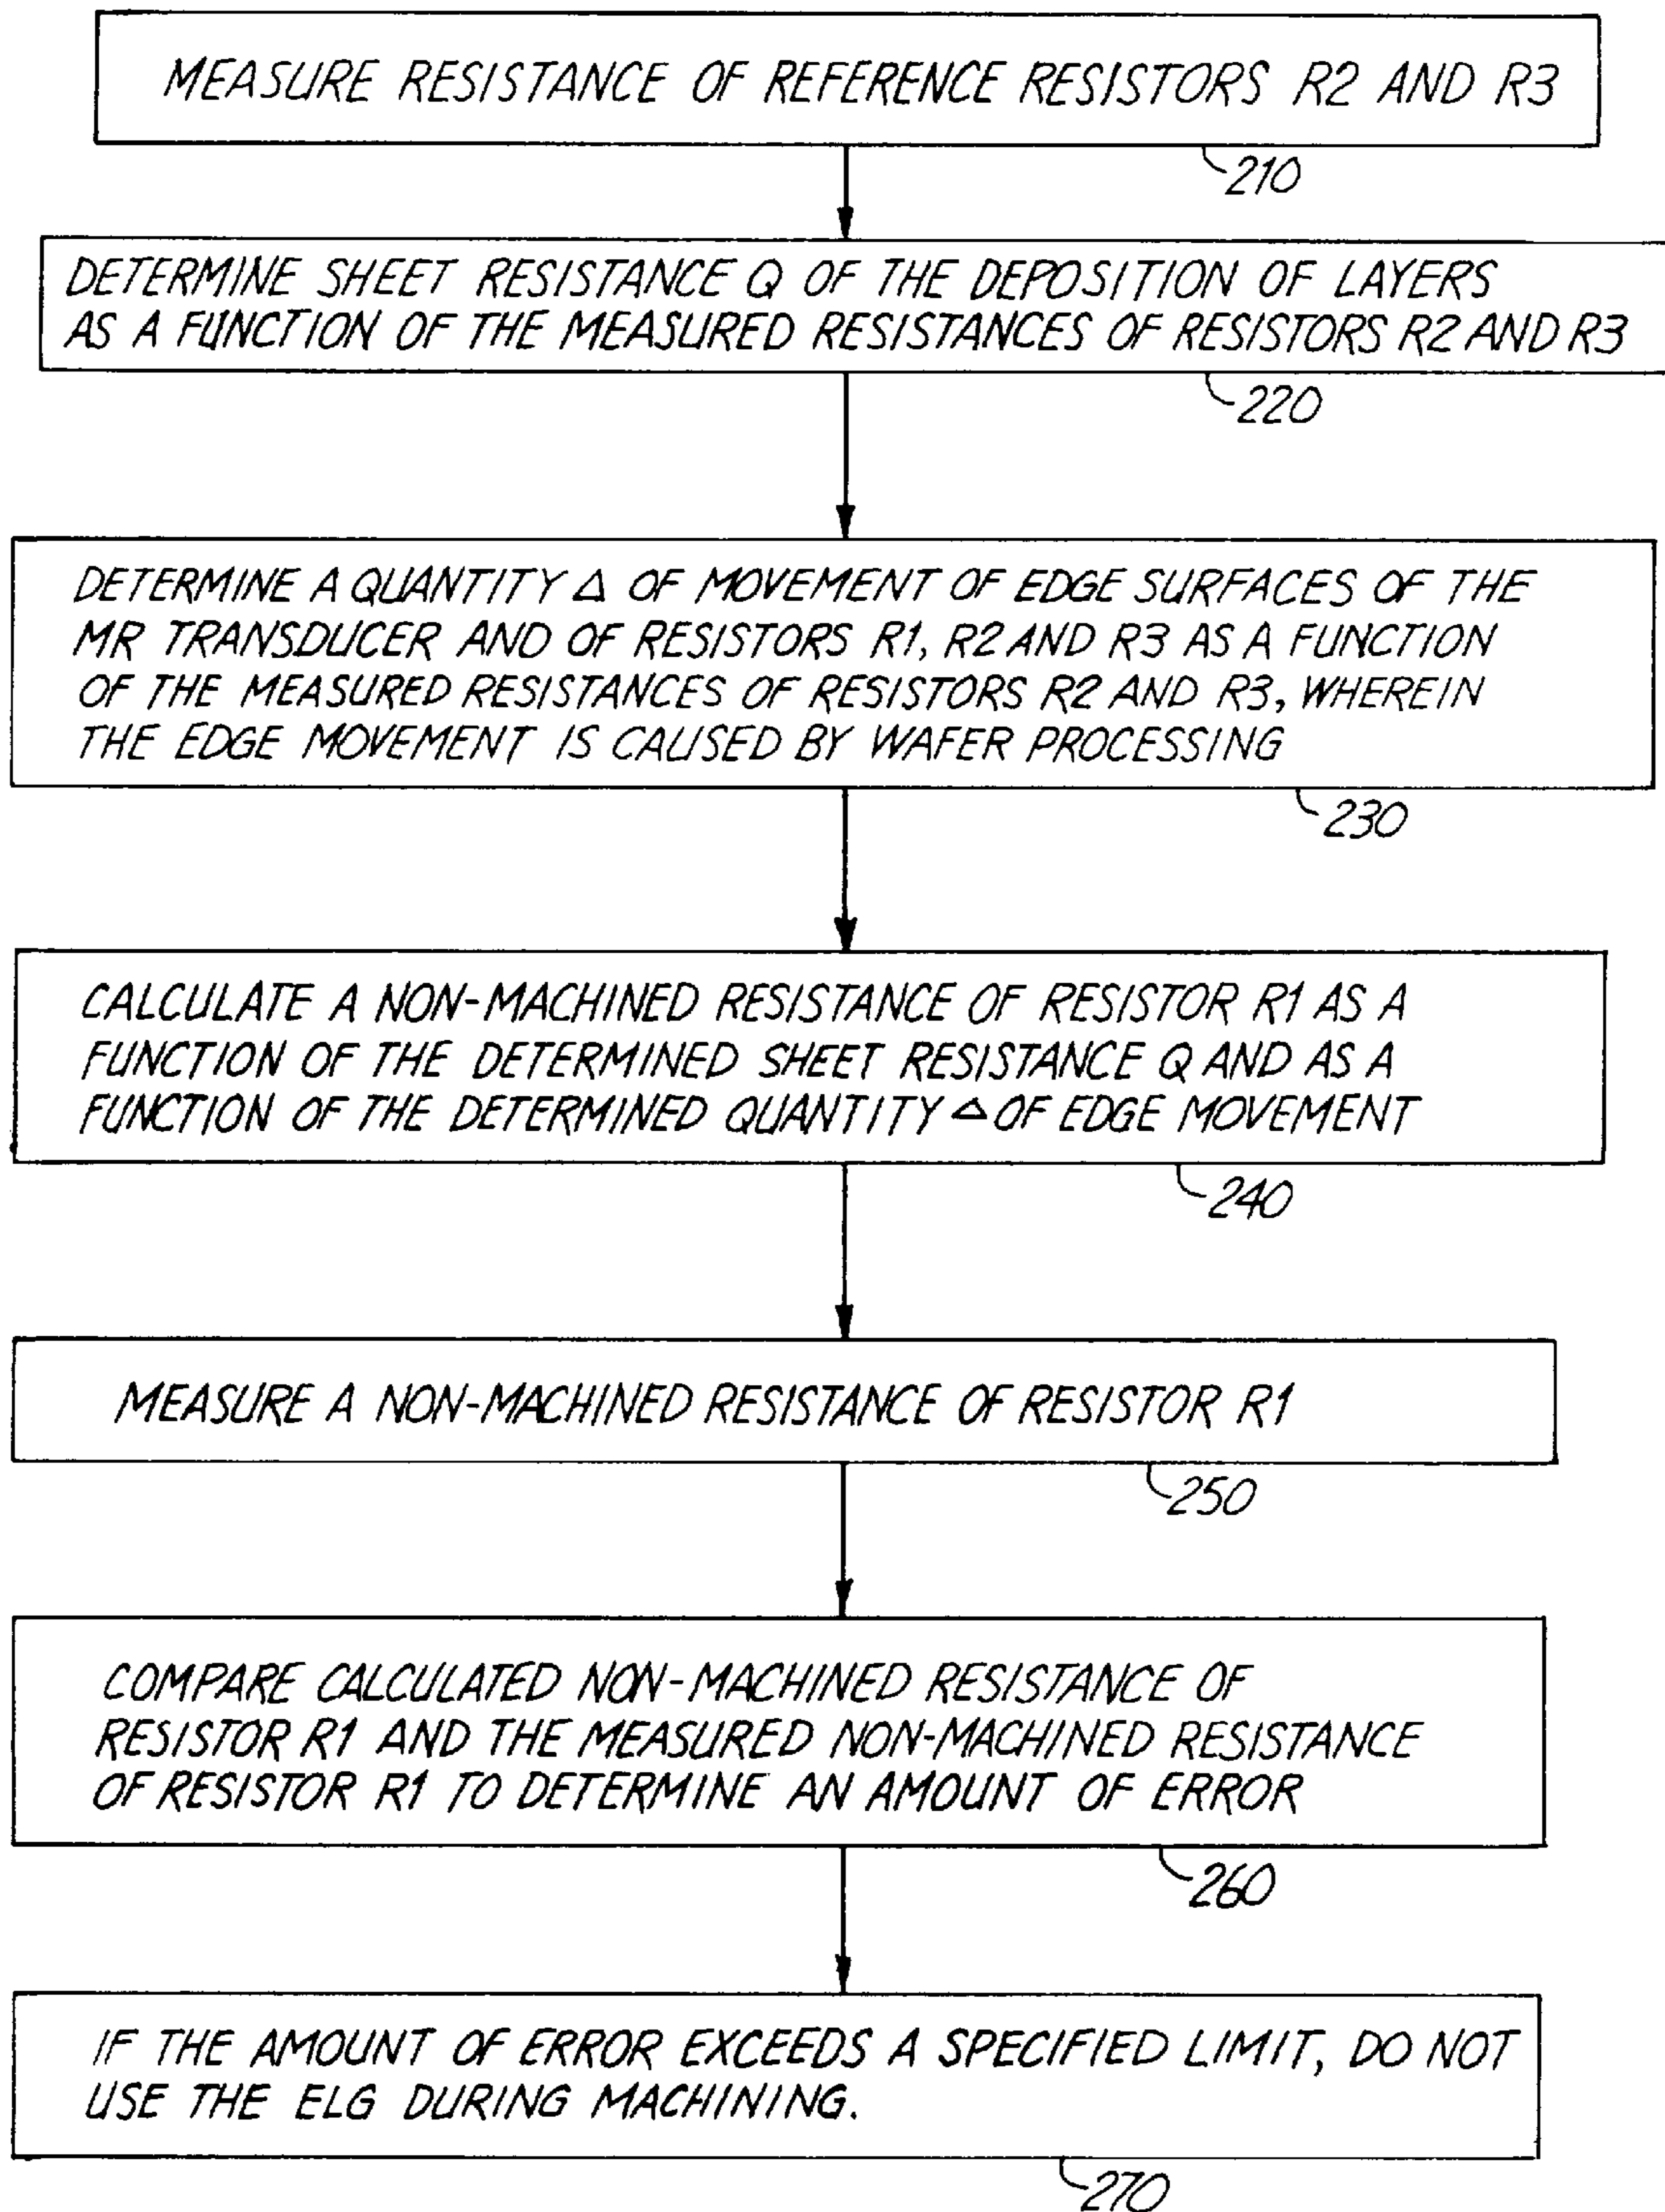 MEASURE RESISTANCE OF REFERENCE RESISTORS R2 AND R3
210
DETERMINE SHEET RESISTANCE Q OF THE DEPOSITION OF LAYERS
AS A FUNCTION OF THE MEASURED RESISTANCES OF RESISTORS R2 AND R3
220
DETERMINE A QUANTITY Δ OF MOVEMENT OF EDGE SURFACES OF THE
MR TRANSDUCER AND OF RESISTORS R1, R2 AND R3 AS A FUNCTION
OF THE MEASURED RESISTANCES OF RESISTORS R2 AND R3, WHEREIN
THE EDGE MOVEMENT IS CAUSED BY WAFER PROCESSING
230
CALCULATE A NON-MACHINED RESISTANCE OF RESISTOR R1 AS A
FUNCTION OF THE DETERMINED SHEET RESISTANCE Q AND AS A
FUNCTION OF THE DETERMINED QUANTITY Δ OF EDGE MOVEMENT
240
MEASURE A NON-MACHINED RESISTANCE OF RESISTOR R1
250
COMPARE CALCULATED NON-MACHINED RESISTANCE OF
RESISTOR R1 AND THE MEASURED NON-MACHINED RESISTANCE
OF RESISTOR R1 TO DETERMINE AN AMOUNT OF ERROR
260
IF THE AMOUNT OF ERROR EXCEEDS A SPECIFIED LIMIT, DO NOT
USE THE ELG DURING MACHINING.
270